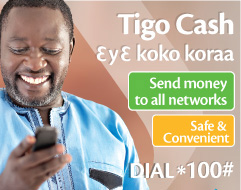 Tigo Cash
Ɛyɛ koko koraa
Send money
to all networks
Safe &
Convenient
DIAL *100#